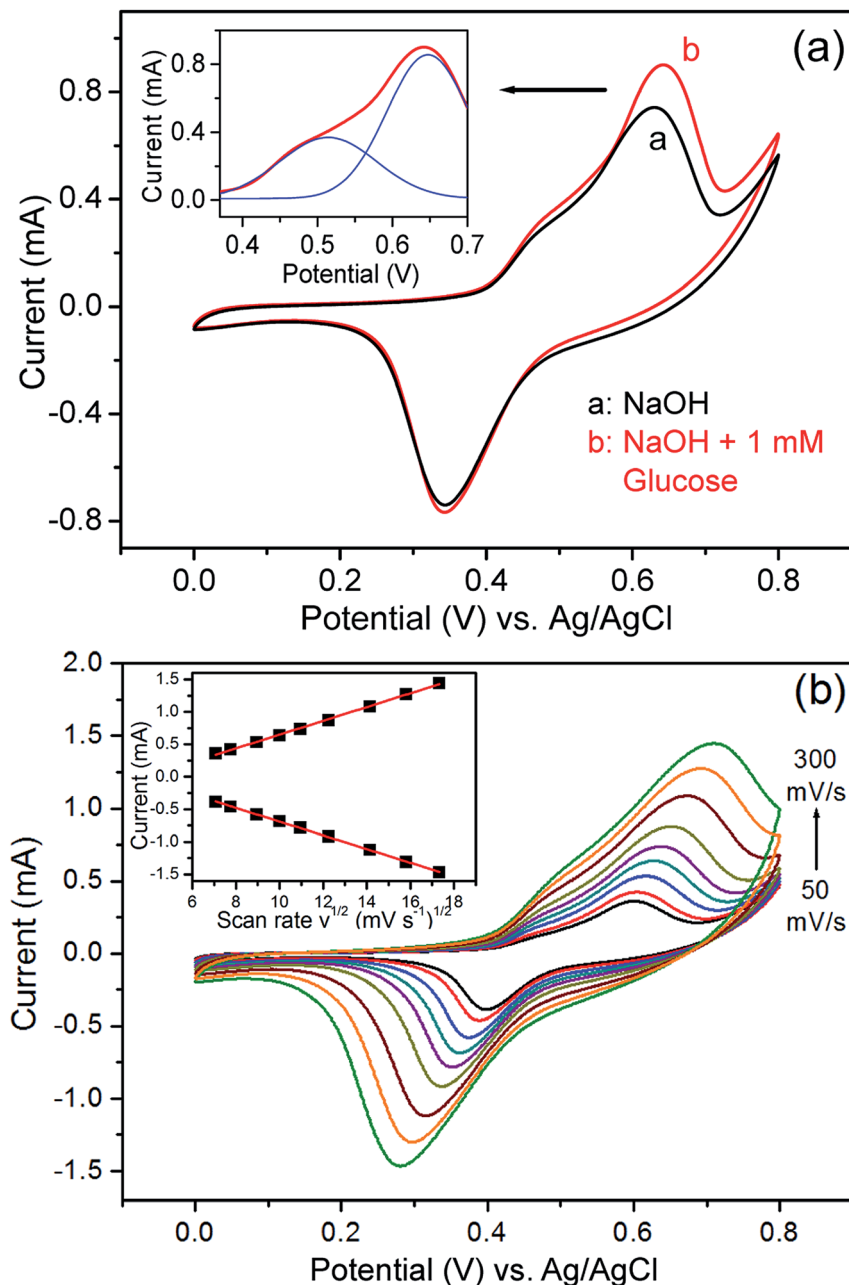 (a)
Current (mA)
0.8
0.4
0.0
-0.4
-0.8
0.0
0.2
0.4
0.6
0.8
Potential (V) vs. Ag/AgCl
Current (mA)
0.8
0.4
0.0
0.4
0.5
0.6
0.7
Potential (V)
b
a
a: NaOH
b: NaOH + 1 mM
Glucose
(b)
Current (mA)
2.0
1.5
1.0
0.5
0.0
-0.5
-1.0
-1.5
0.0
0.2
0.4
0.6
0.8
Potential (V) vs. Ag/AgCl
Current (mA)
1.5
1.0
0.5
0.0
-0.5
-1.0
-1.5
6
8
10
12
14
16
18
Scan rate v^1/2 (mV s^-1)^1/2
300
mV/s
50
mV/s